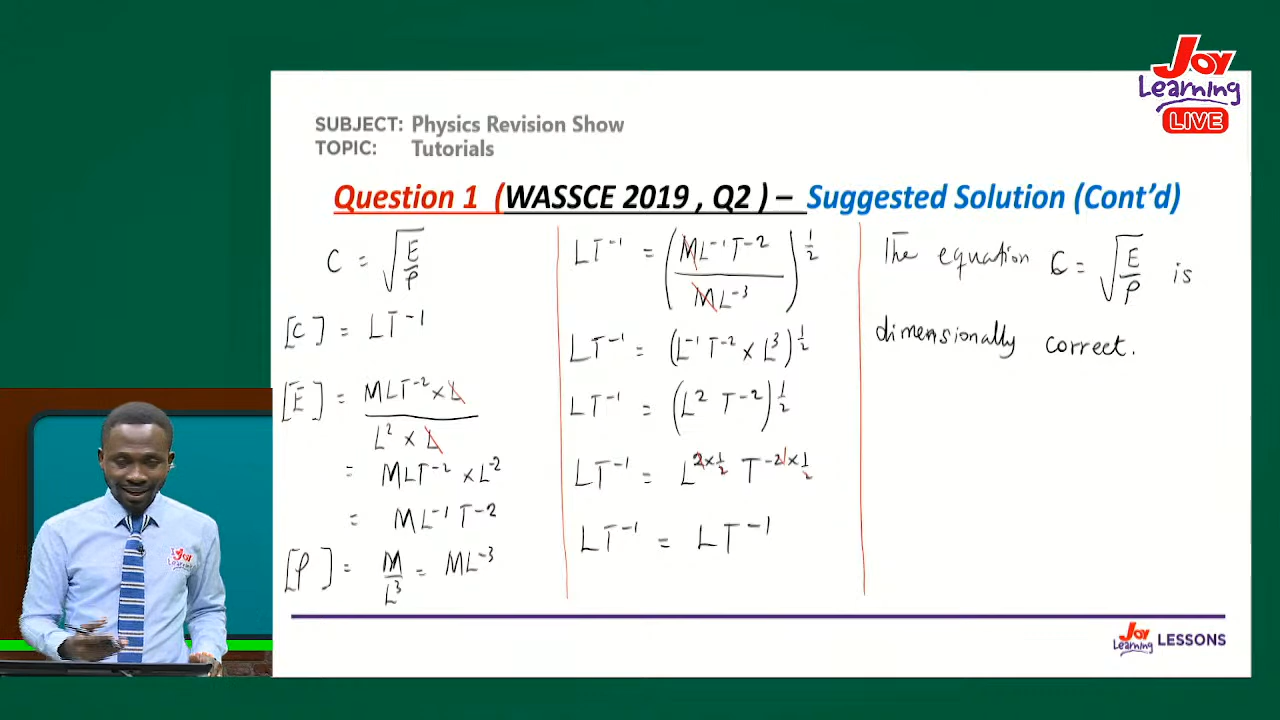 Joy
Learning
LIVE
SUBJECT: Physics Revision Show
TOPIC: Tutorials
Question 1 (WASSCE 2019 , Q2 ) – Suggested Solution (Cont’d)
C = √(E/ρ)
[C] = LT⁻¹
[E] = (MLT⁻² × L)/(L² × L)
= MLT⁻² × L⁻²
= ML⁻¹T⁻²
[ρ] = M/L³ = ML⁻³
LT⁻¹ = (ML⁻¹T⁻²/ML⁻³)^½
LT⁻¹ = (L⁻¹ T⁻² × L³)^½
LT⁻¹ = (L² T⁻²)^½
LT⁻¹ = L^(2×½) T^(-2×½)
LT⁻¹ = LT⁻¹
The equation C = √(E/ρ) is
dimensionally correct.
Joy
Joy
Learning LESSONS